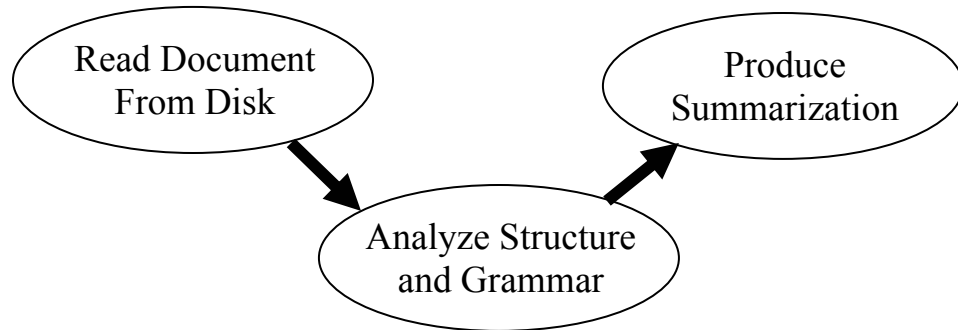 Read Document
From Disk
Analyze Structure
and Grammar
Produce
Summarization